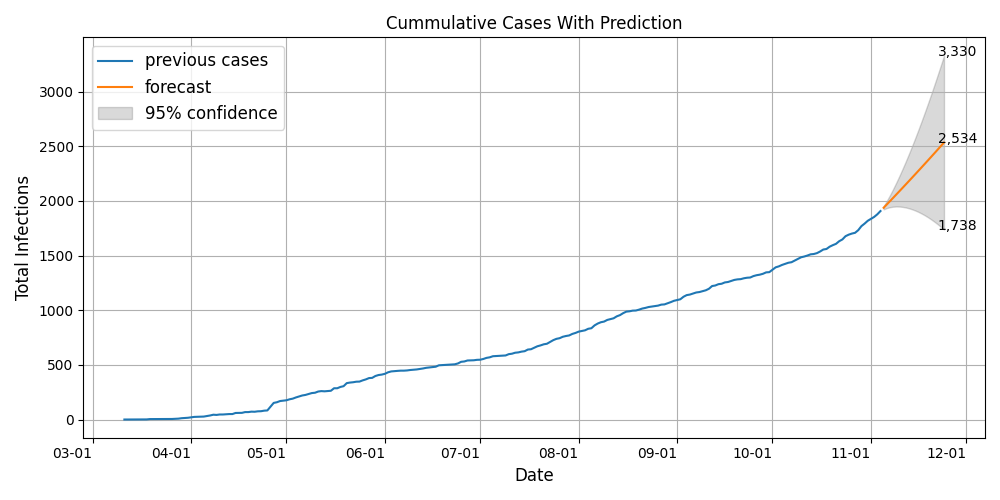 Cummulative Cases With Prediction
previous cases
forecast
95% confidence
3,330
2,534
1,738
3000
2500
2000
1500
1000
500
0
Total Infections
03-01 04-01 05-01 06-01 07-01 08-01 09-01 10-01 11-01 12-01
Date